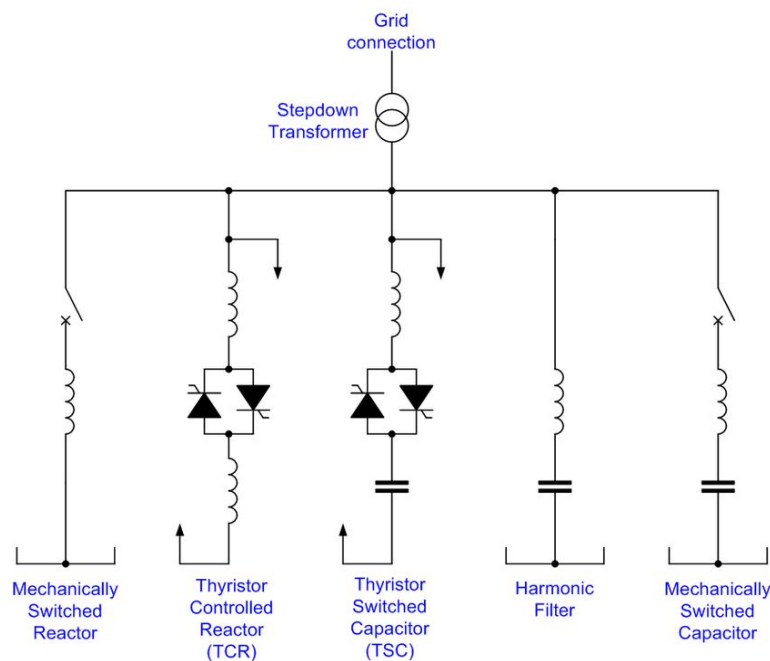 Grid
connection
Stepdown
Transformer
Mechanically
Switched
Reactor
Thyristor
Controlled
Reactor
(TCR)
Thyristor
Switched
Capacitor
(TSC)
Harmonic
Filter
Mechanically
Switched
Capacitor